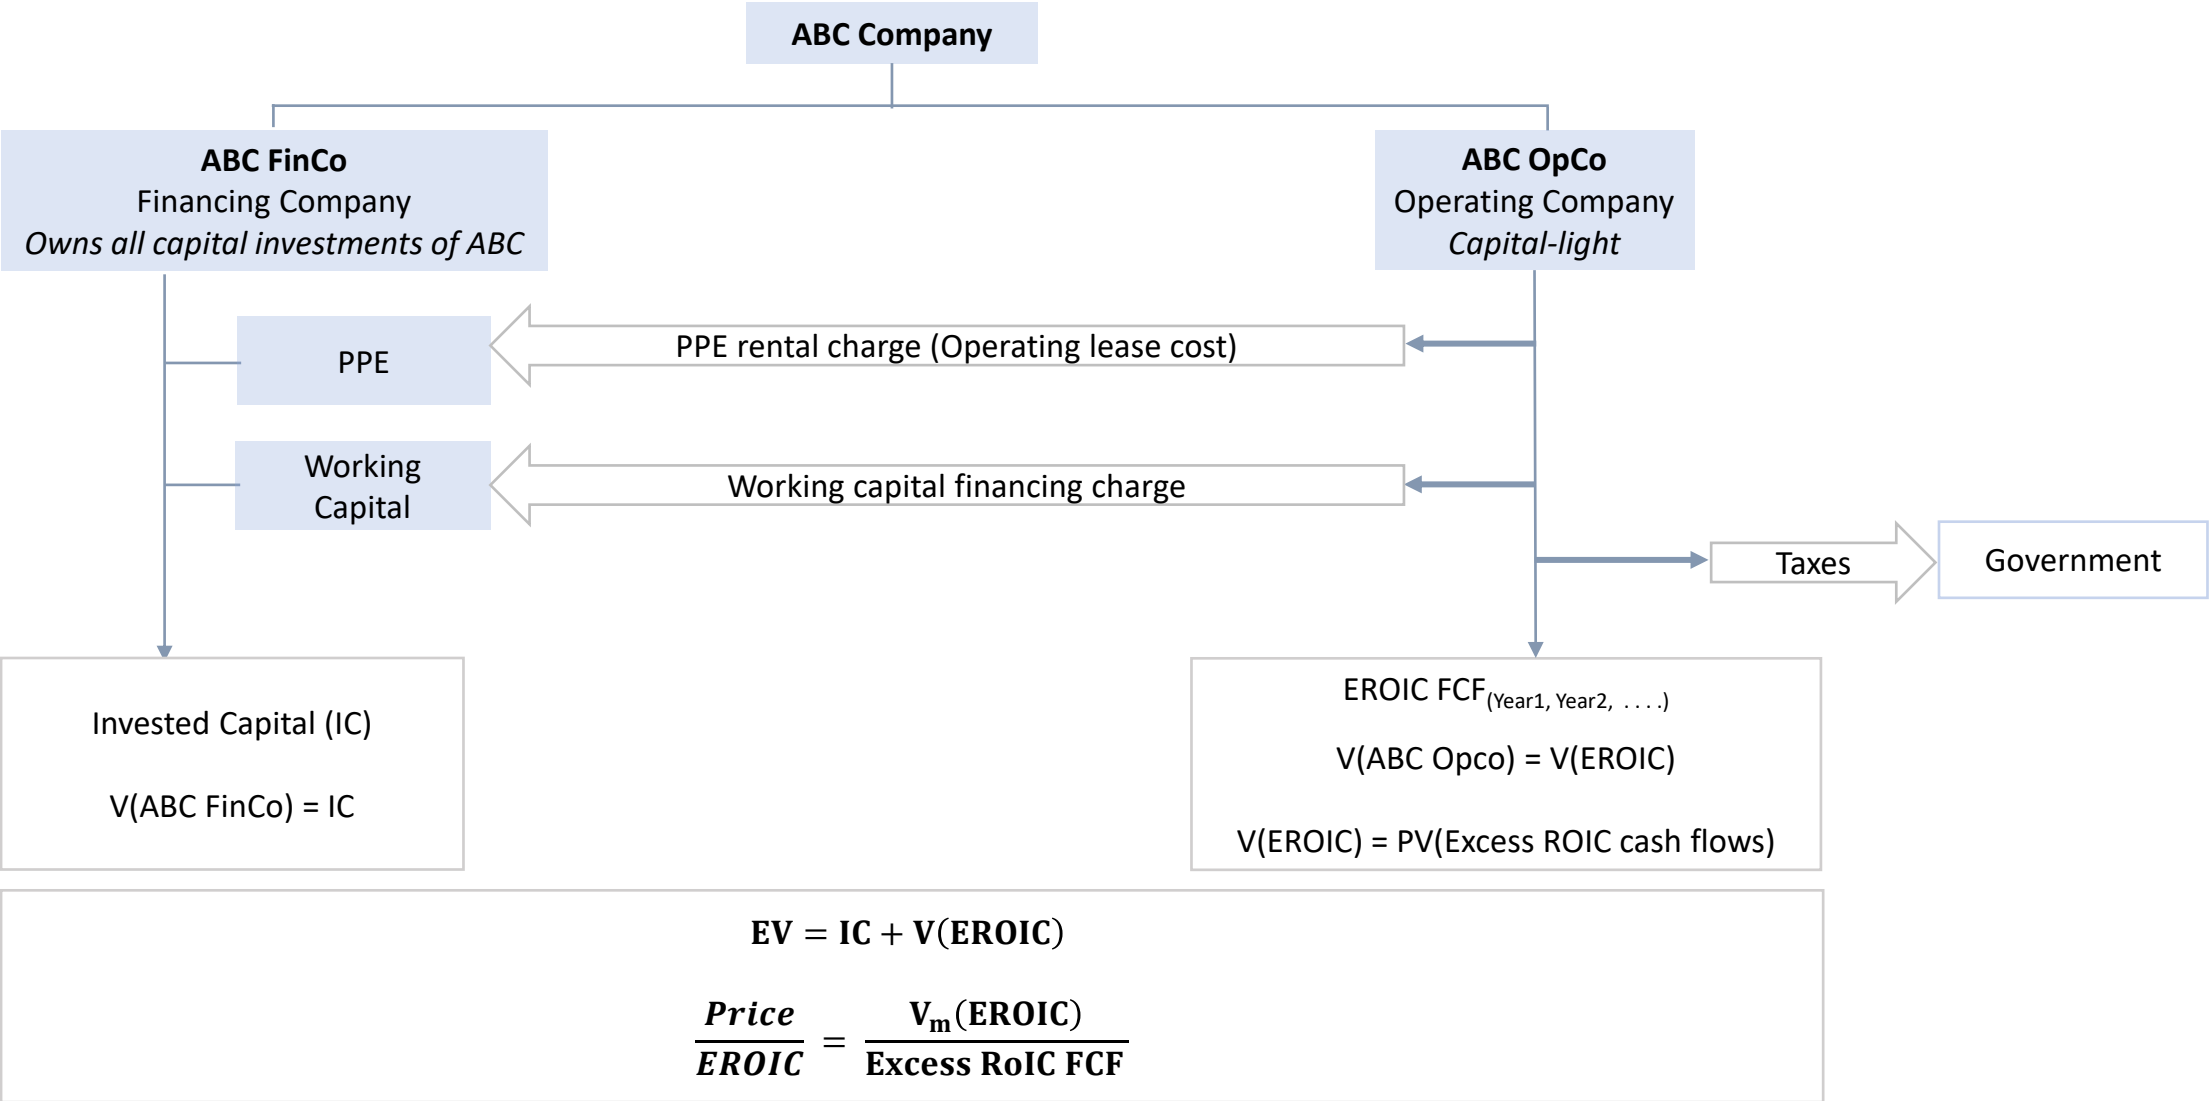 ABC Company
ABC FinCo
Financing Company
Owns all capital investments of ABC
ABC OpCo
Operating Company
Capital-light
PPE
PPE rental charge (Operating lease cost)
Working
Capital
Working capital financing charge
Taxes
Government
Invested Capital (IC)
V(ABC FinCo) = IC
EROIC FCF(Year1, Year2, . . . .)
V(ABC Opco) = V(EROIC)
V(EROIC) = PV(Excess ROIC cash flows)
EV = IC + V(EROIC)
Price/EROIC = Vm(EROIC)/Excess RoIC FCF